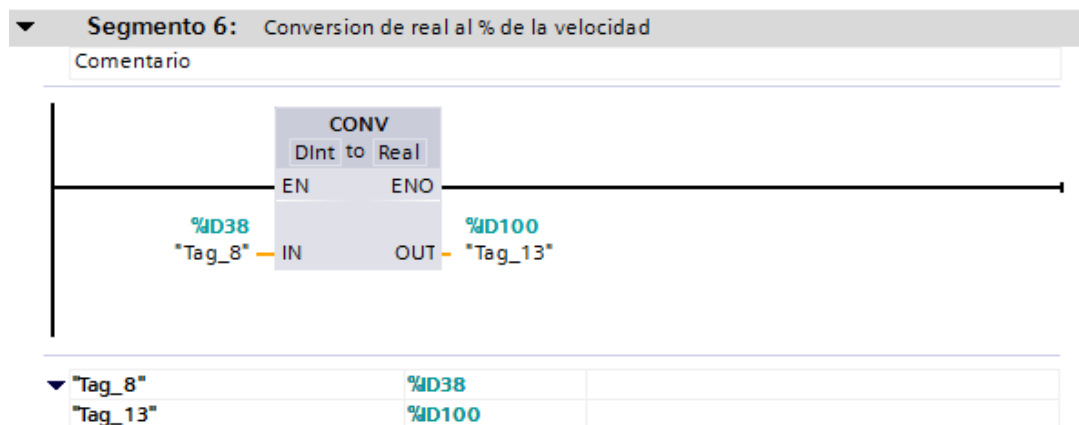 Segmento 6: Conversion de real al % de la velocidad
Comentario
CONV
DInt to Real
EN ENO
%ID38 %ID100
"Tag_8" IN OUT "Tag_13"
"Tag_8" %ID38
"Tag_13" %ID100